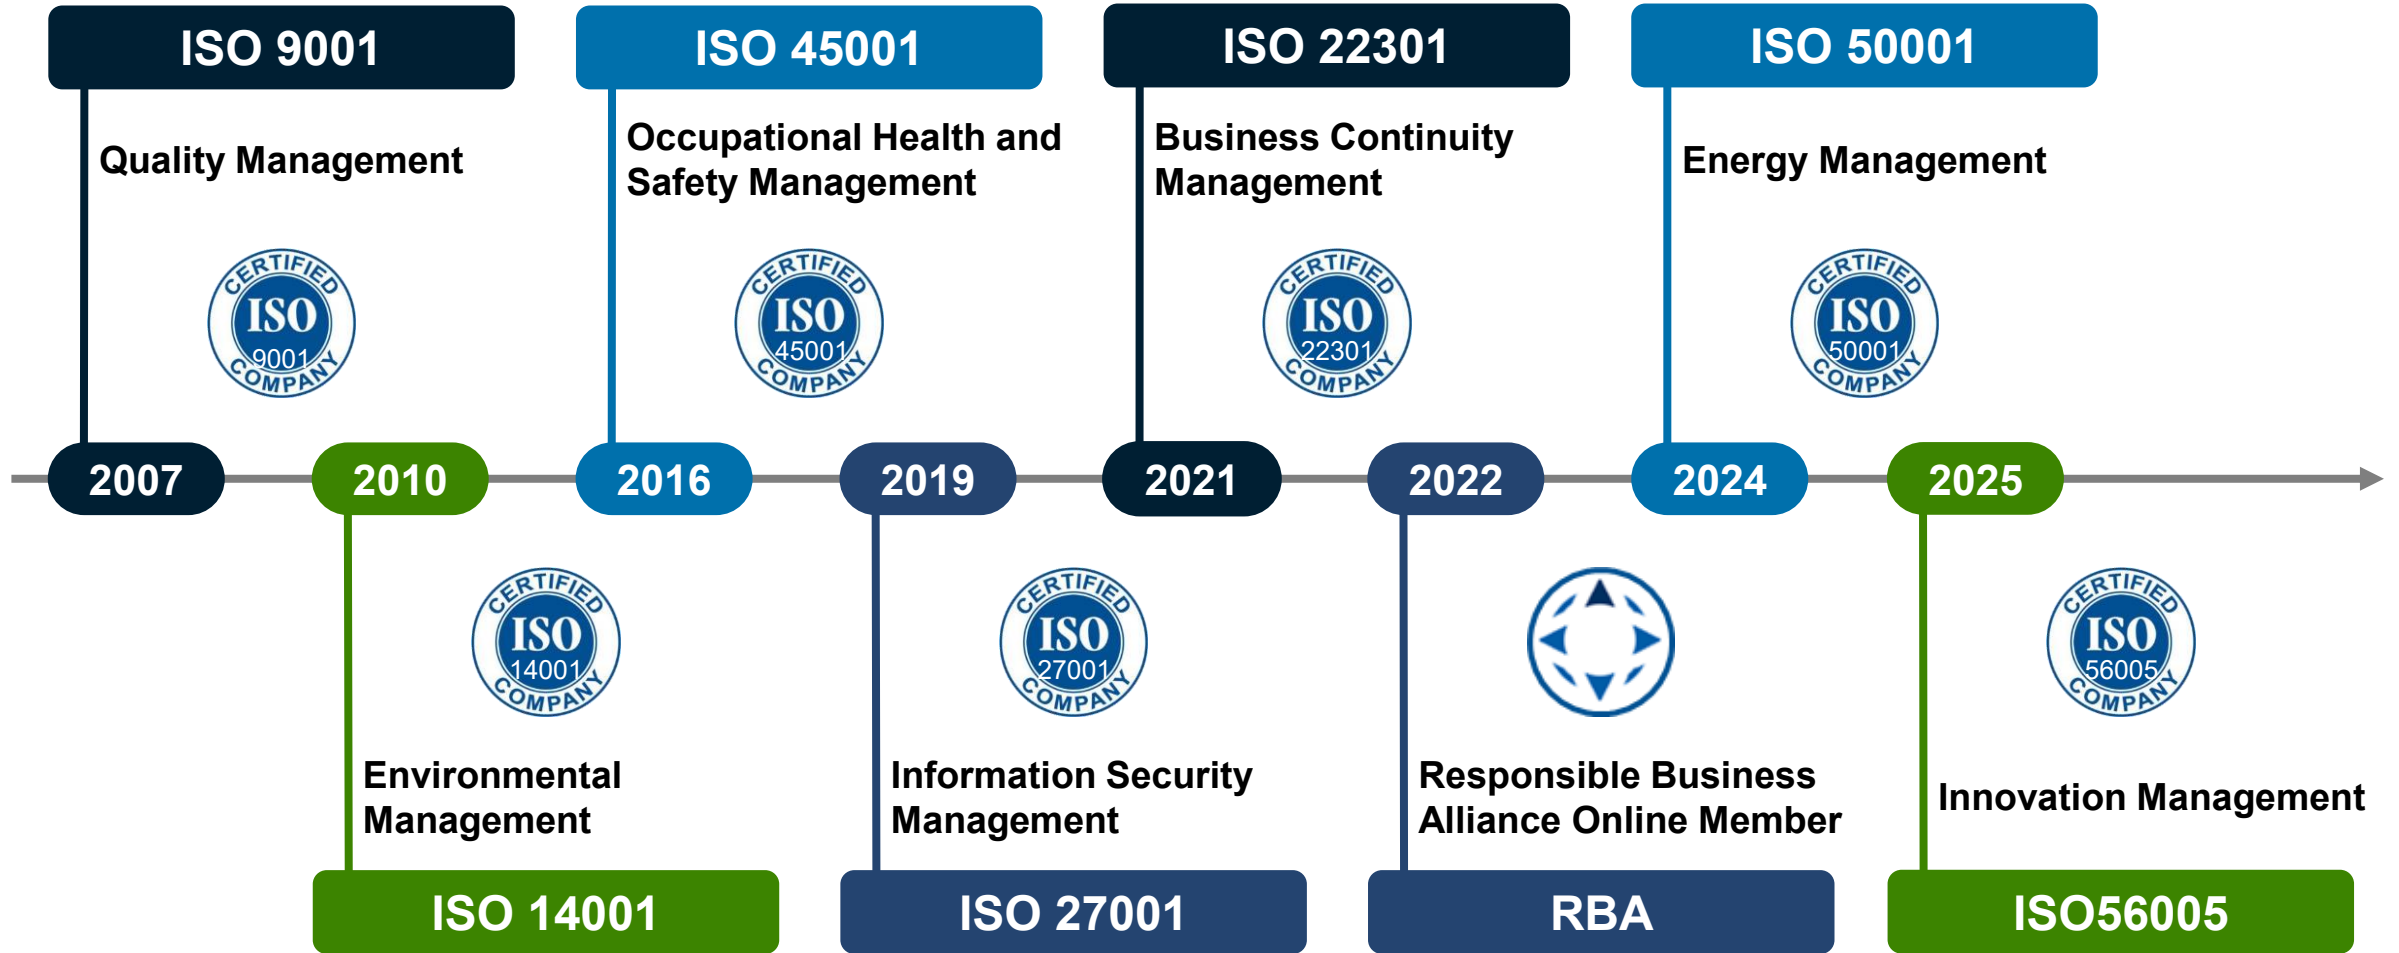 ISO 9001
ISO 45001
ISO 22301
ISO 50001
Quality Management
Occupational Health and
Safety Management
Business Continuity
Management
Energy Management
CERTIFIED
ISO
9001
COMPANY
CERTIFIED
ISO
45001
COMPANY
CERTIFIED
ISO
22301
COMPANY
CERTIFIED
ISO
50001
COMPANY
2007
2010
2016
2019
2021
2022
2024
2025
CERTIFIED
ISO
14001
COMPANY
CERTIFIED
ISO
27001
COMPANY
CERTIFIED
ISO
56005
COMPANY
Environmental
Management
Information Security
Management
Responsible Business
Alliance Online Member
Innovation Management
ISO 14001
ISO 27001
RBA
ISO56005